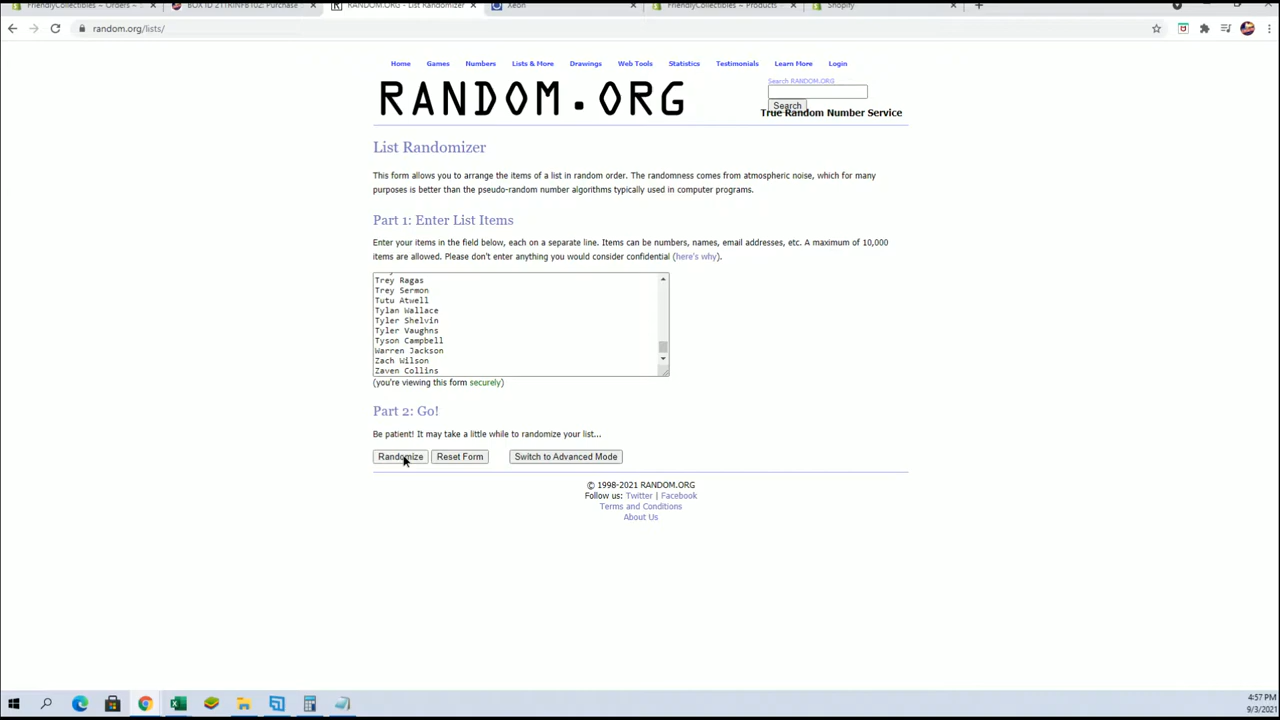 FriendlyCollectibles ~ Orders ~
BOX ID 21TRINFB102: Purchase
RANDOM.ORG - List Randomizer
Xeon
FriendlyCollectibles ~ Products
Shopify
random.org/lists/
Home Games Numbers Lists & More Drawings Web Tools Statistics Testimonials Learn More Login
RANDOM.ORG
Search RANDOM.ORG
Search
True Random Number Service
List Randomizer
This form allows you to arrange the items of a list in random order. The randomness comes from atmospheric noise, which for many
purposes is better than the pseudo-random number algorithms typically used in computer programs.
Part 1: Enter List Items
Enter your items in the field below, each on a separate line. Items can be numbers, names, email addresses, etc. A maximum of 10,000
items are allowed. Please don't enter anything you would consider confidential (here's why).
Trey Ragas
Trey Sermon
Tutu Atwell
Tylan Wallace
Tyler Shelvin
Tyler Vaughns
Tyson Campbell
Warren Jackson
Zach Wilson
Zaven Collins
(you're viewing this form securely)
Part 2: Go!
Be patient! It may take a little while to randomize your list...
Randomize Reset Form Switch to Advanced Mode
© 1998-2021 RANDOM.ORG
Follow us: Twitter | Facebook
Terms and Conditions
About Us
4:57 PM
9/3/2021